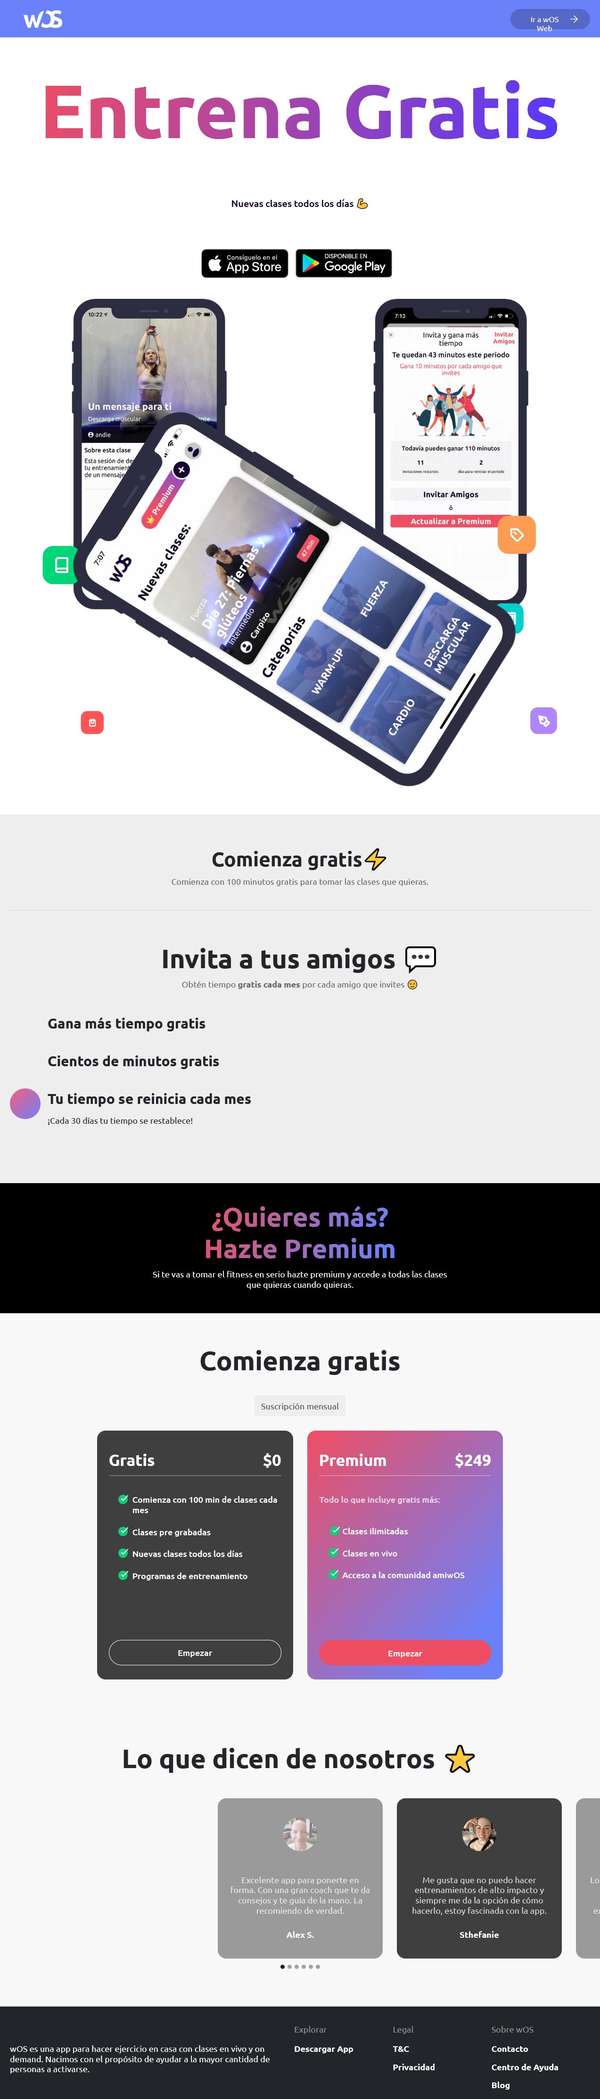 wOS
Ir a wOS
Web
Entrena Gratis
Nuevas clases todos los días 💪
Consíguelo en el
App Store
DISPONIBLE EN
Google Play
10:22
Un mensaje para ti
Descarga muscular
andie
Sobre esta clase
Esta sesión de de
tu entrenamien
de un mensaje
7:13
Invita y gana más
tiempo
Invitar
Amigos
Te quedan 43 minutos este periodo
Gana 10 minutos por cada amigo que
invites
Todavía puedes ganar 110 minutos
11
2
Invitar Amigos
ó
Actualizar a Premium
7:07
wOS
Premium
Nuevas clases:
Fuerza
Día 27: Piernas y
glúteos
Intermedio
Carpizo
47 min
Categorías
WARM-UP
FUERZA
CARDIO
DESCARGA
MUSCULAR
Comienza gratis⚡
Comienza con 100 minutos gratis para tomar las clases que quieras.
Invita a tus amigos 💬
Obtén tiempo gratis cada mes por cada amigo que invites
Gana más tiempo gratis
Cientos de minutos gratis
Tu tiempo se reinicia cada mes
¡Cada 30 días tu tiempo se restablece!
¿Quieres más?
Hazte Premium
Si te vas a tomar el fitness en serio hazte premium y accede a todas las clases
que quieras cuando quieras.
Comienza gratis
Suscripción mensual
Gratis $0
Comienza con 100 min de clases cada
mes
Clases pre grabadas
Nuevas clases todos los días
Programas de entrenamiento
Empezar
Premium $249
Todo lo que incluye gratis más:
Clases ilimitadas
Clases en vivo
Acceso a la comunidad amiwOS
Empezar
Lo que dicen de nosotros ⭐
Excelente app para ponerte en
forma. Con una gran coach que te da
consejos y te guía de la mano. La
recomiendo de verdad.
Alex S.
Me gusta que no puedo hacer
entrenamientos de alto impacto y
siempre me da la opción de cómo
hacerlo, estoy fascinada con la app.
Sthefanie
Lo
wOS es una app para hacer ejercicio en casa con clases en vivo y on
demand. Nacimos con el propósito de ayudar a la mayor cantidad de
personas a activarse.
Explorar
Descargar App
Legal
T&C
Privacidad
Sobre wOS
Contacto
Centro de Ayuda
Blog